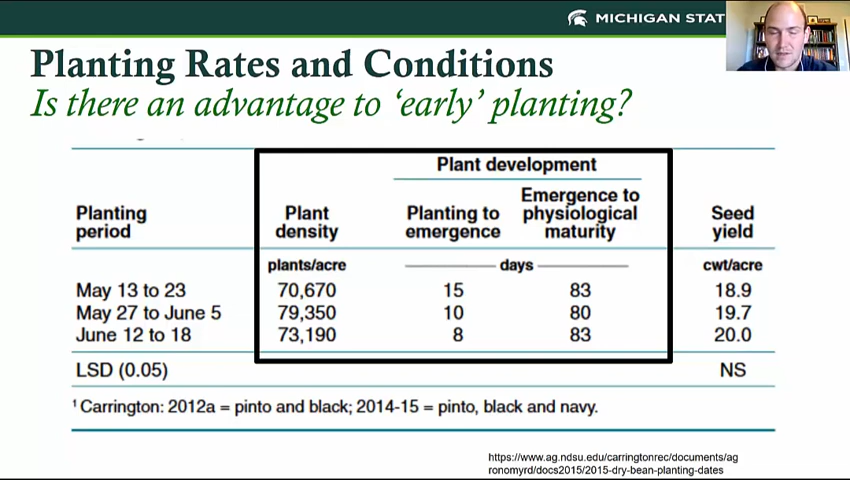 MICHIGAN STAT
Planting Rates and Conditions
Is there an advantage to ‘early’ planting?
Plant development
Planting period
Plant density
Planting to emergence
Emergence to physiological maturity
Seed yield
plants/acre days cwt/acre
May 13 to 23 70,670 15 83 18.9
May 27 to June 5 79,350 10 80 19.7
June 12 to 18 73,190 8 83 20.0
LSD (0.05) NS
¹ Carrington: 2012a = pinto and black; 2014-15 = pinto, black and navy.
https://www.ag.ndsu.edu/carringtonrec/documents/ag
ronomyrd/docs2015/2015-dry-bean-planting-dates